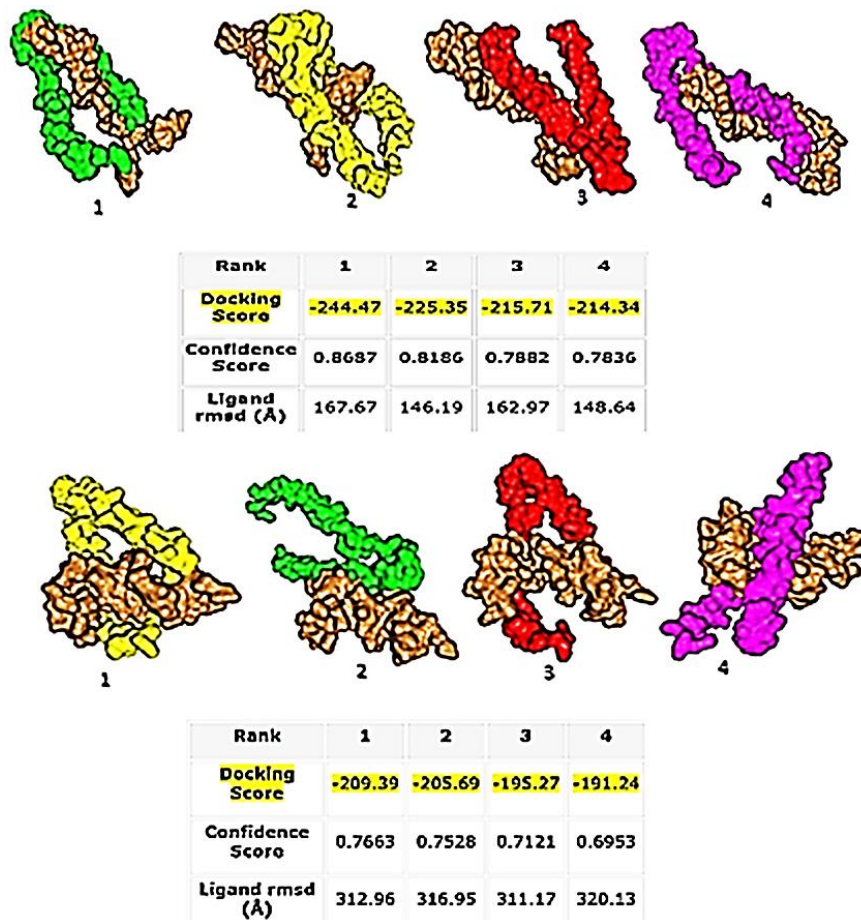 1 2 3 4
Rank 1 2 3 4
Docking Score -244.47 -225.35 -215.71 -214.34
Confidence Score 0.8687 0.8186 0.7882 0.7836
Ligand rmsd (Å) 167.67 146.19 162.97 148.64
1 2 3 4
Rank 1 2 3 4
Docking Score -209.39 -205.69 -195.27 -191.24
Confidence Score 0.7663 0.7528 0.7121 0.6953
Ligand rmsd (Å) 312.96 316.95 311.17 320.13